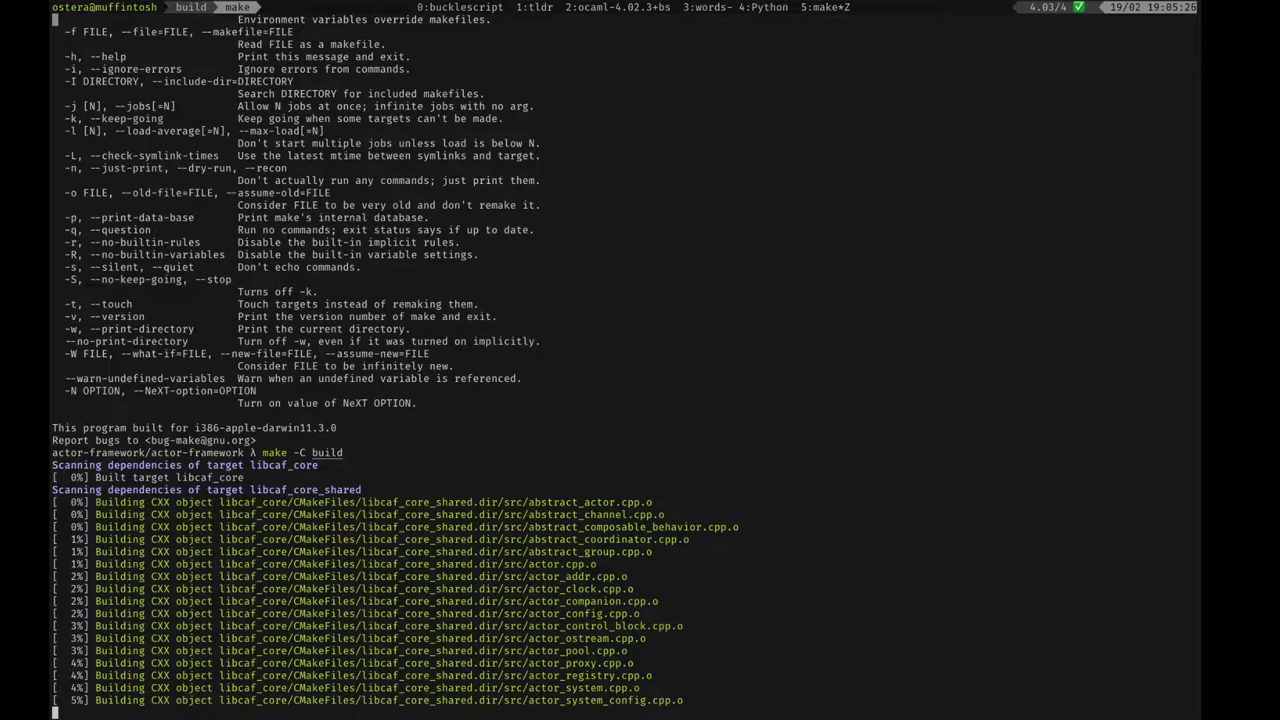 ostera@muffintosh build make 0:bucklescript 1:tldr 2:ocaml-4.02.3+bs 3:words- 4:Python 5:make*Z 4.03/4 ✅ 19/02 19:05:26
Environment variables override makefiles.
-f FILE, --file=FILE, --makefile=FILE
Read FILE as a makefile.
-h, --help Print this message and exit.
-i, --ignore-errors Ignore errors from commands.
-I DIRECTORY, --include-dir=DIRECTORY
Search DIRECTORY for included makefiles.
-j [N], --jobs[=N] Allow N jobs at once; infinite jobs with no arg.
-k, --keep-going Keep going when some targets can't be made.
-l [N], --load-average[=N], --max-load[=N]
Don't start multiple jobs unless load is below N.
-L, --check-symlink-times Use the latest mtime between symlinks and target.
-n, --just-print, --dry-run, --recon
Don't actually run any commands; just print them.
-o FILE, --old-file=FILE, --assume-old=FILE
Consider FILE to be very old and don't remake it.
-p, --print-data-base Print make's internal database.
-q, --question Run no commands; exit status says if up to date.
-r, --no-builtin-rules Disable the built-in implicit rules.
-R, --no-builtin-variables Disable the built-in variable settings.
-s, --silent, --quiet Don't echo commands.
-S, --no-keep-going, --stop
Turns off -k.
-t, --touch Touch targets instead of remaking them.
-v, --version Print the version number of make and exit.
-w, --print-directory Print the current directory.
--no-print-directory Turn off -w, even if it was turned on implicitly.
-W FILE, --what-if=FILE, --new-file=FILE, --assume-new=FILE
Consider FILE to be infinitely new.
--warn-undefined-variables Warn when an undefined variable is referenced.
-N OPTION, --NeXT-option=OPTION
Turn on value of NeXT OPTION.
This program built for i386-apple-darwin11.3.0
Report bugs to <bug-make@gnu.org>
actor-framework/actor-framework λ make -C build
Scanning dependencies of target libcaf_core
[ 0%] Built target libcaf_core
Scanning dependencies of target libcaf_core_shared
[ 0%] Building CXX object libcaf_core/CMakeFiles/libcaf_core_shared.dir/src/abstract_actor.cpp.o
[ 0%] Building CXX object libcaf_core/CMakeFiles/libcaf_core_shared.dir/src/abstract_channel.cpp.o
[ 0%] Building CXX object libcaf_core/CMakeFiles/libcaf_core_shared.dir/src/abstract_composable_behavior.cpp.o
[ 1%] Building CXX object libcaf_core/CMakeFiles/libcaf_core_shared.dir/src/abstract_coordinator.cpp.o
[ 1%] Building CXX object libcaf_core/CMakeFiles/libcaf_core_shared.dir/src/abstract_group.cpp.o
[ 1%] Building CXX object libcaf_core/CMakeFiles/libcaf_core_shared.dir/src/actor.cpp.o
[ 2%] Building CXX object libcaf_core/CMakeFiles/libcaf_core_shared.dir/src/actor_addr.cpp.o
[ 2%] Building CXX object libcaf_core/CMakeFiles/libcaf_core_shared.dir/src/actor_clock.cpp.o
[ 2%] Building CXX object libcaf_core/CMakeFiles/libcaf_core_shared.dir/src/actor_companion.cpp.o
[ 2%] Building CXX object libcaf_core/CMakeFiles/libcaf_core_shared.dir/src/actor_config.cpp.o
[ 3%] Building CXX object libcaf_core/CMakeFiles/libcaf_core_shared.dir/src/actor_control_block.cpp.o
[ 3%] Building CXX object libcaf_core/CMakeFiles/libcaf_core_shared.dir/src/actor_ostream.cpp.o
[ 3%] Building CXX object libcaf_core/CMakeFiles/libcaf_core_shared.dir/src/actor_pool.cpp.o
[ 4%] Building CXX object libcaf_core/CMakeFiles/libcaf_core_shared.dir/src/actor_proxy.cpp.o
[ 4%] Building CXX object libcaf_core/CMakeFiles/libcaf_core_shared.dir/src/actor_registry.cpp.o
[ 4%] Building CXX object libcaf_core/CMakeFiles/libcaf_core_shared.dir/src/actor_system.cpp.o
[ 5%] Building CXX object libcaf_core/CMakeFiles/libcaf_core_shared.dir/src/actor_system_config.cpp.o